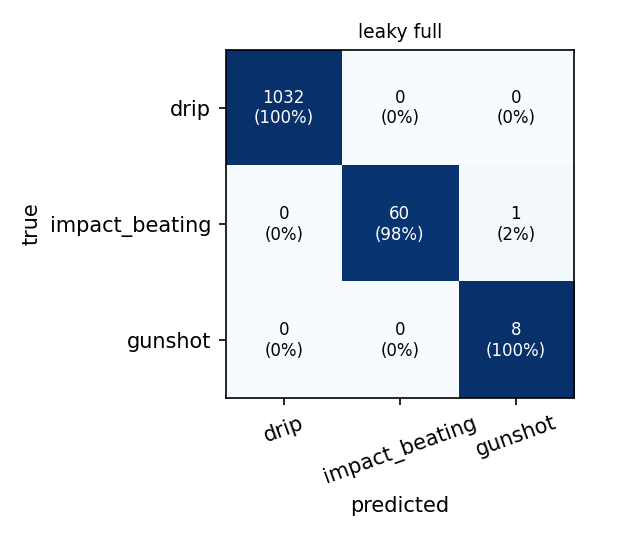 leaky full
true
drip
1032
(100%)
0
(0%)
0
(0%)
impact_beating
0
(0%)
60
(98%)
1
(2%)
gunshot
0
(0%)
0
(0%)
8
(100%)
drip
impact_beating
gunshot
predicted